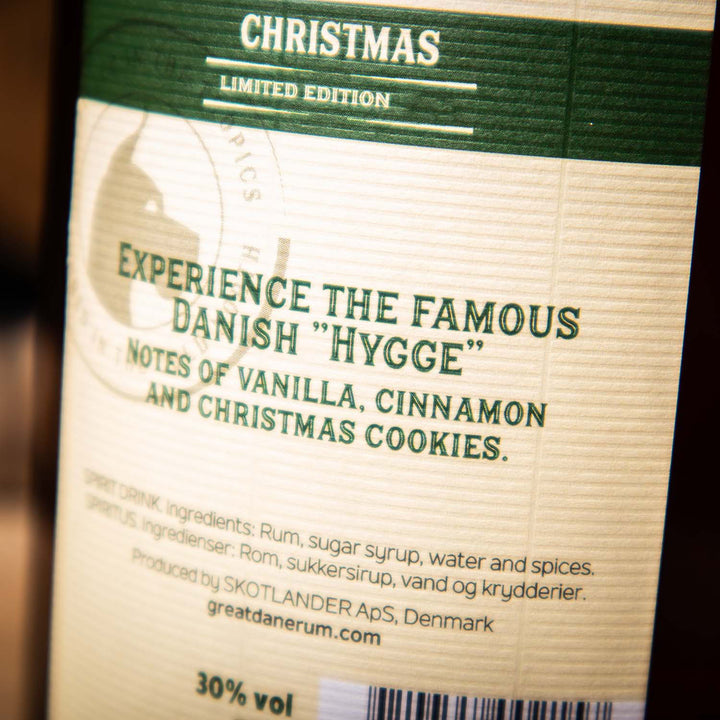 CHRISTMAS
LIMITED EDITION
EXPERIENCE THE FAMOUS
DANISH ”HYGGE”
NOTES OF VANILLA, CINNAMON
AND CHRISTMAS COOKIES.
SPIRIT DRINK. Ingredients: Rum, sugar syrup, water and spices.
SPIRITUS. Ingredienser: Rom, sukkersirup, vand og krydderier.
Produced by SKOTLANDER ApS, Denmark
greatdanerum.com
30% vol